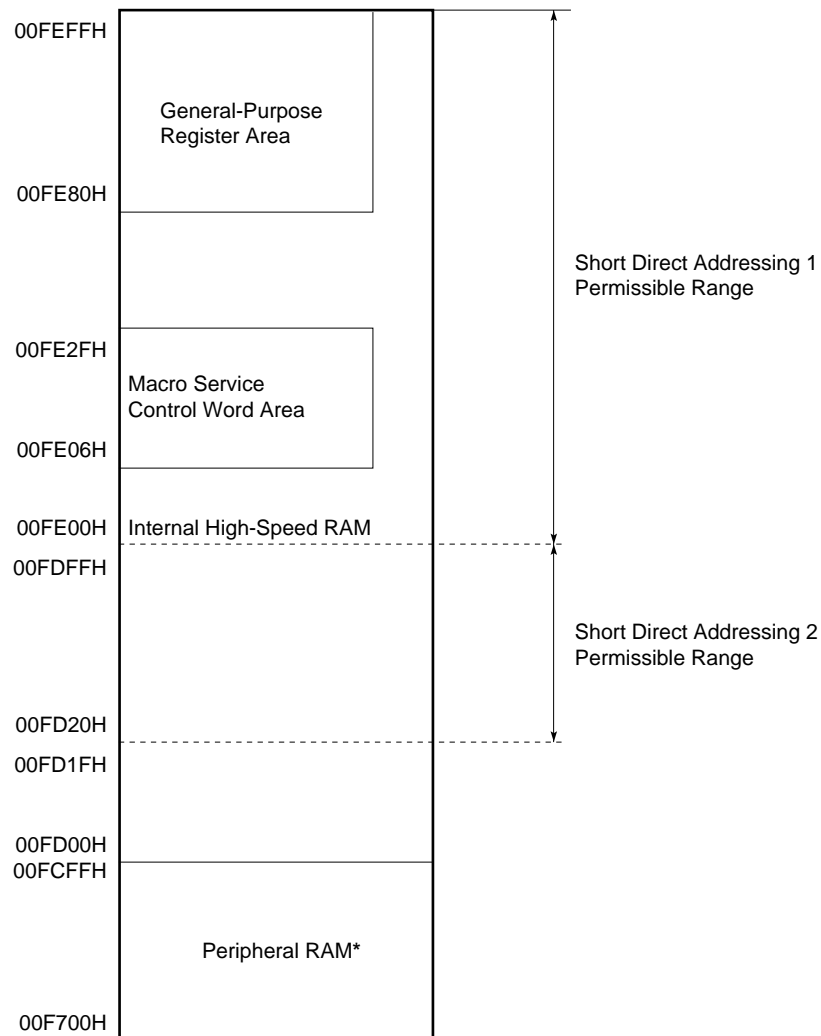 00FEFFH
General-Purpose
Register Area
00FE80H
Short Direct Addressing 1
Permissible Range
00FE2FH
Macro Service
Control Word Area
00FE06H
00FE00H
Internal High-Speed RAM
00FDFFH
Short Direct Addressing 2
Permissible Range
00FD20H
00FD1FH
00FD00H
00FCFFH
Peripheral RAM*
00F700H